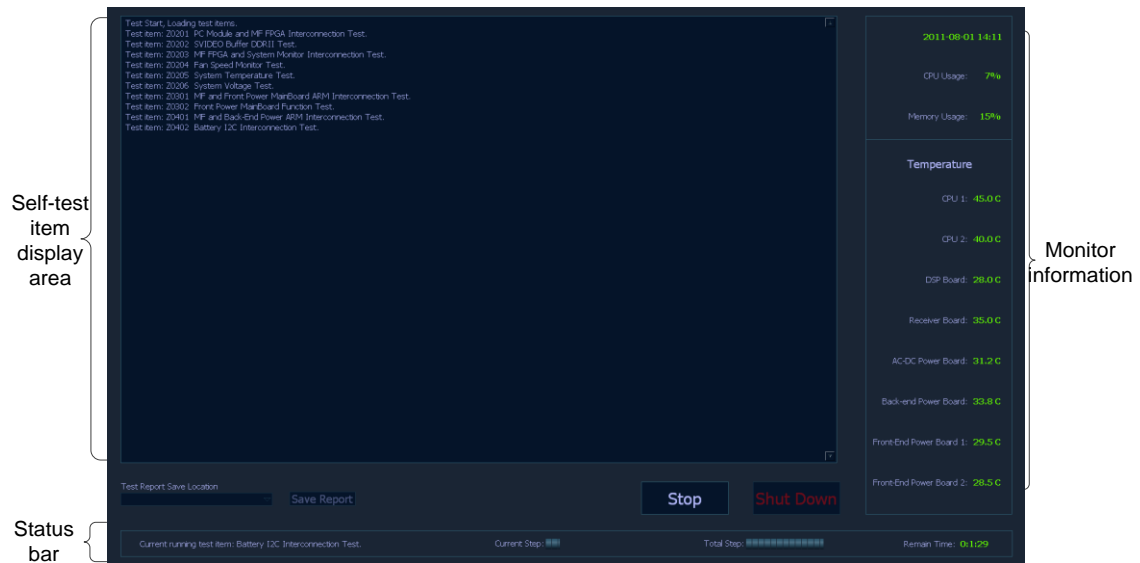 Self-test
item
display
area
Test Start, Loading test items.
Test item: Z0201 PC Module and MF FPGA Interconnection Test.
Test item: Z0202 SVIDEO Buffer DDRII Test.
Test item: Z0203 MF FPGA and System Monitor Interconnection Test.
Test item: Z0204 Fan Speed Monitor Test.
Test item: Z0205 System Temperature Test.
Test item: Z0206 System Voltage Test.
Test item: Z0301 MF and Front Power MainBoard ARM Interconnection Test.
Test item: Z0302 Front Power MainBoard Function Test.
Test item: Z0401 MF and Back-End Power ARM Interconnection Test.
Test item: Z0402 Battery I2C Interconnection Test.
2011-08-01 14:11
CPU Usage: 7%
Memory Usage: 15%
Temperature
CPU 1: 45.0 C
CPU 2: 40.0 C
DSP Board: 28.0 C
Receiver Board: 35.0 C
AC-DC Power Board: 31.2 C
Back-end Power Board: 33.8 C
Front-End Power Board 1: 29.5 C
Front-End Power Board 2: 28.5 C
Monitor
information
Test Report Save Location
Save Report
Stop
Shut Down
Status
bar
Current running test item: Battery I2C Interconnection Test.
Current Step:
Total Step:
Remain Time: 0:1:29